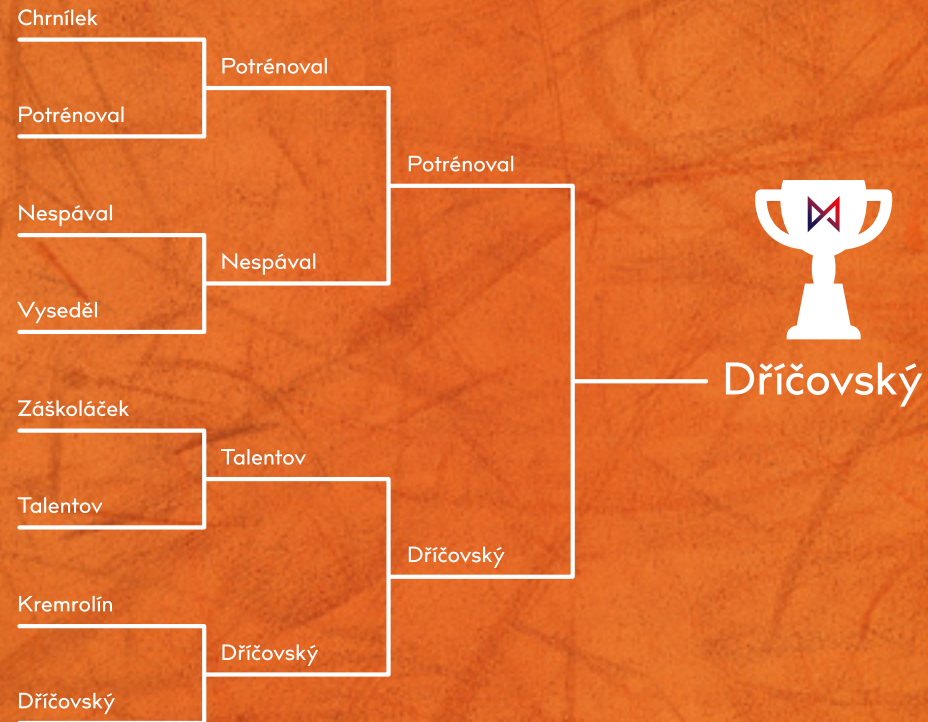 Chrnílek
Potrénoval
Potrénoval
Potrénoval
Nespával
Nespával
Vyseděl
Dříčovský
Záškoláček
Talentov
Talentov
Dříčovský
Kremrolín
Dříčovský
Dříčovský